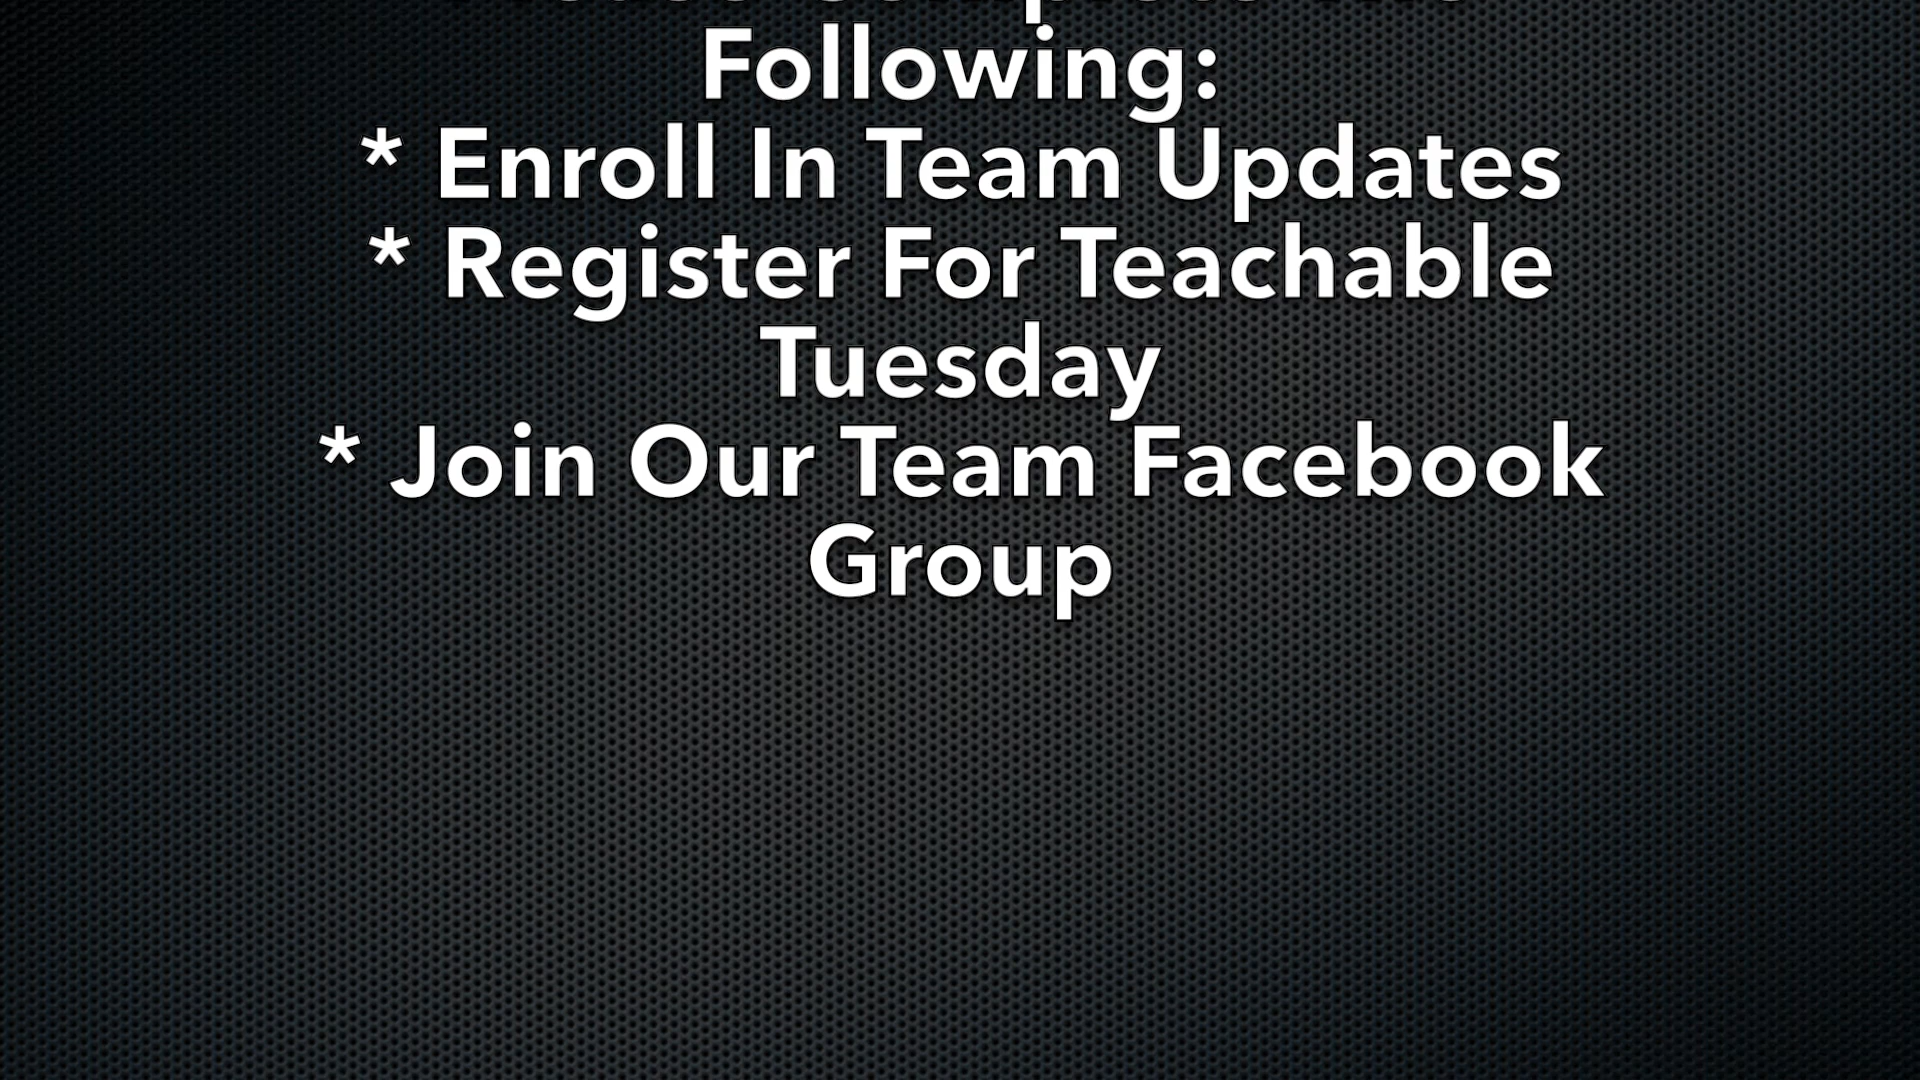 Following:
* Enroll In Team Updates
* Register For Teachable
Tuesday
* Join Our Team Facebook
Group